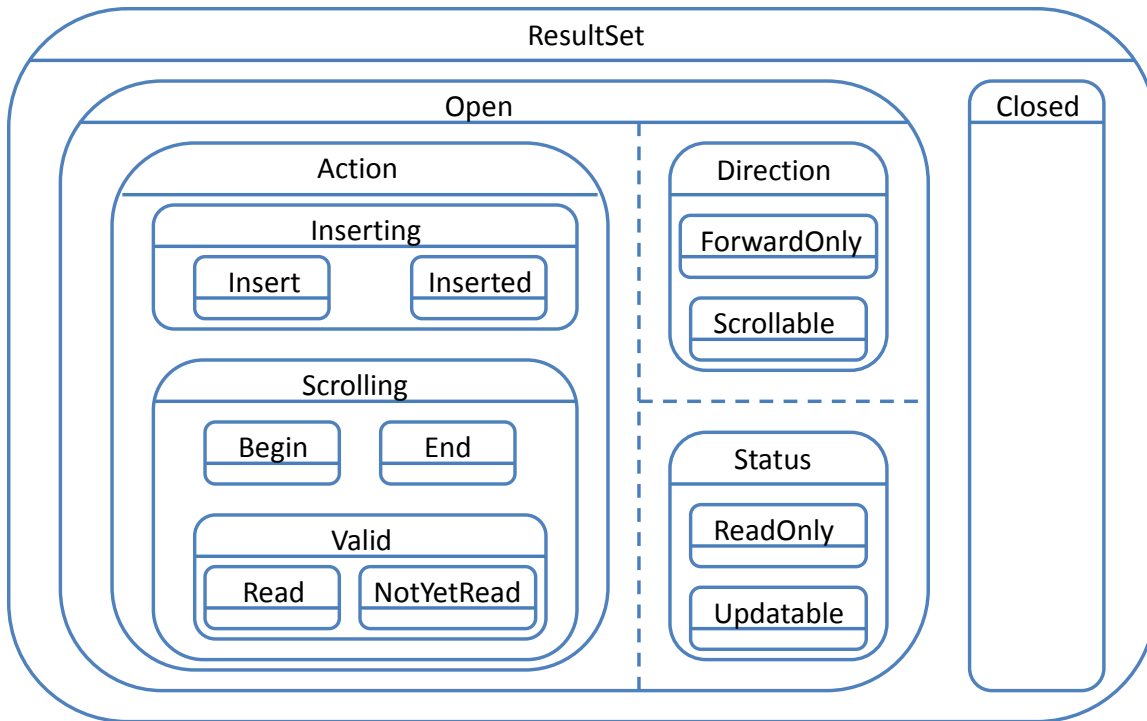 ResultSet
Open
Closed
Action
Direction
Inserting
ForwardOnly
Insert
Inserted
Scrollable
Scrolling
Begin
End
Status
ReadOnly
Valid
Read
NotYetRead
Updatable